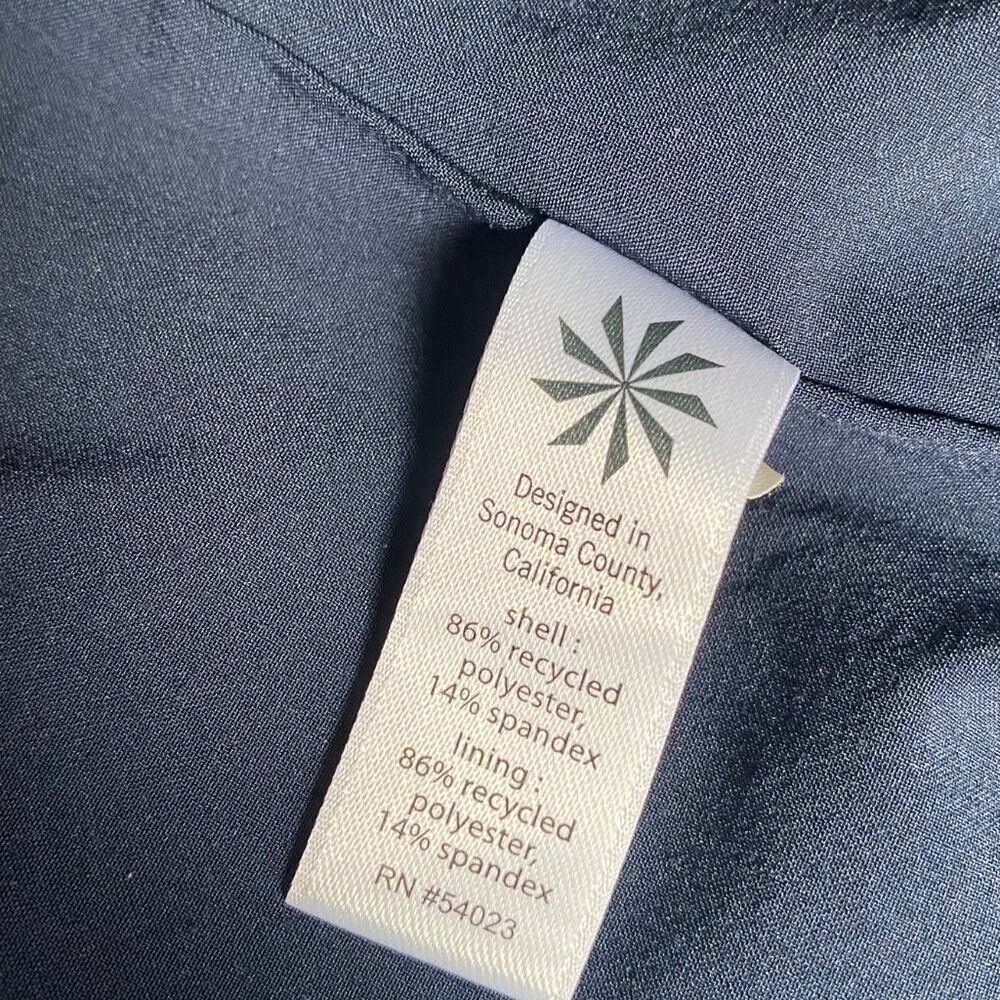 Designed in
Sonoma County,
California
shell :
86% recycled
polyester,
14% spandex
lining :
86% recycled
polyester,
14% spandex
RN #54023